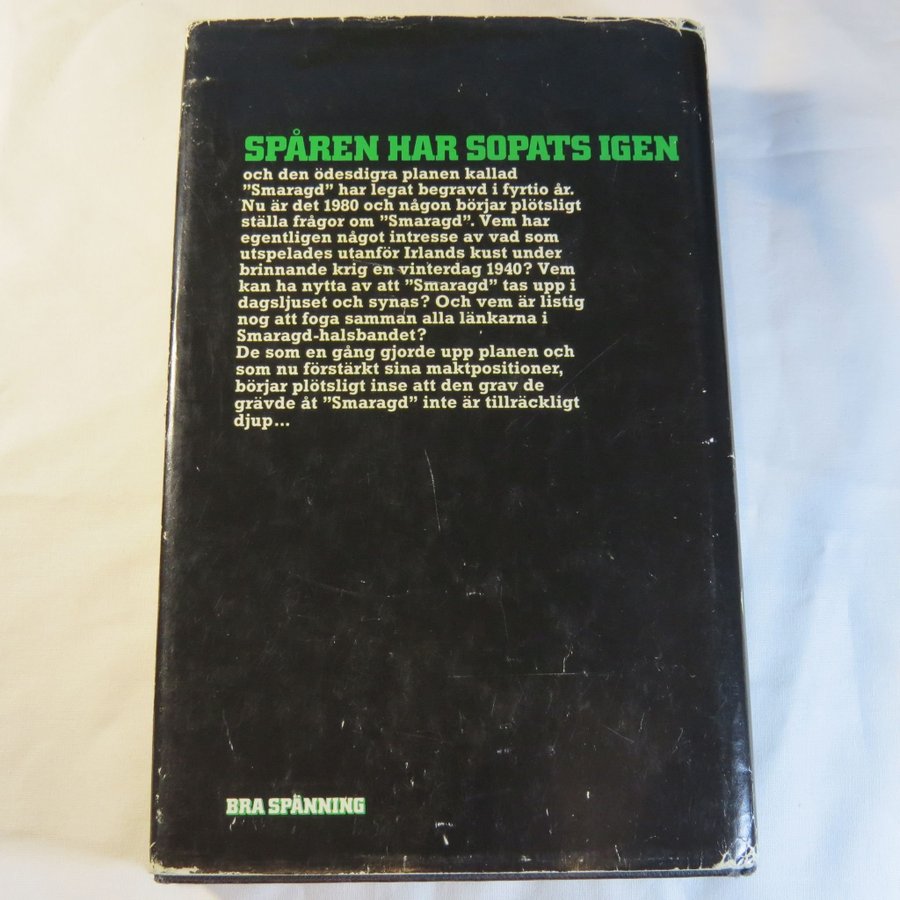 SPÅREN HAR SOPATS IGEN
och den ödesdigra planen kallad
”Smaragd” har legat begravd i fyrtio år.
Nu är det 1980 och någon börjar plötsligt
ställa frågor om ”Smaragd”. Vem har
egentligen något intresse av vad som
utspelades utanför Irlands kust under
brinnande krig en vinterdag 1940? Vem
kan ha nytta av att ”Smaragd” tas upp i
dagsljuset och synas? Och vem är listig
nog att foga samman alla länkarna i
Smaragd-halsbandet?
De som en gång gjorde upp planen och
som nu förstärkt sina maktpositioner,
börjar plötsligt inse att den grav de
grävde åt ”Smaragd” inte är tillräckligt
djup...
BRA SPÄNNING